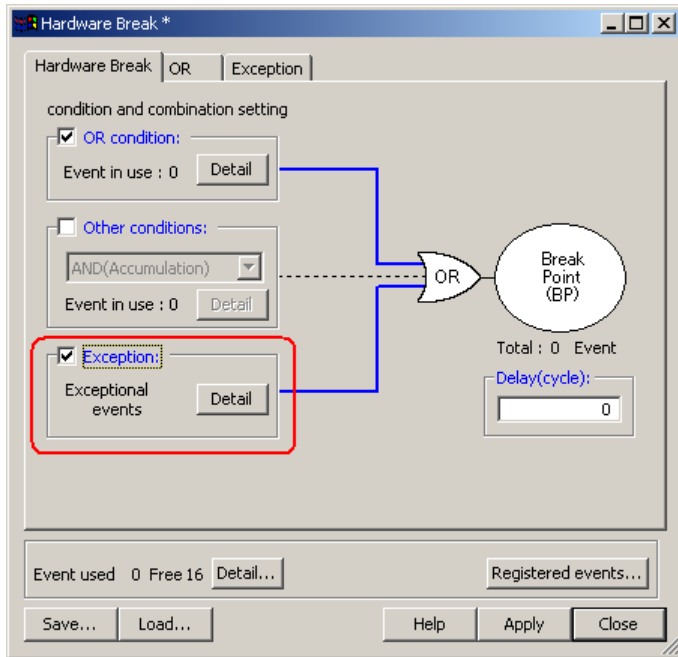 Hardware Break *
Hardware Break OR Exception
condition and combination setting
OR condition:
Event in use : 0 Detail
Other conditions:
AND(Accumulation)
Event in use : 0 Detail
Exception:
Exceptional
events
Detail
OR
Break
Point
(BP)
Total : 0 Event
Delay(cycle):
0
Event used 0 Free 16 Detail... Registered events...
Save... Load... Help Apply Close